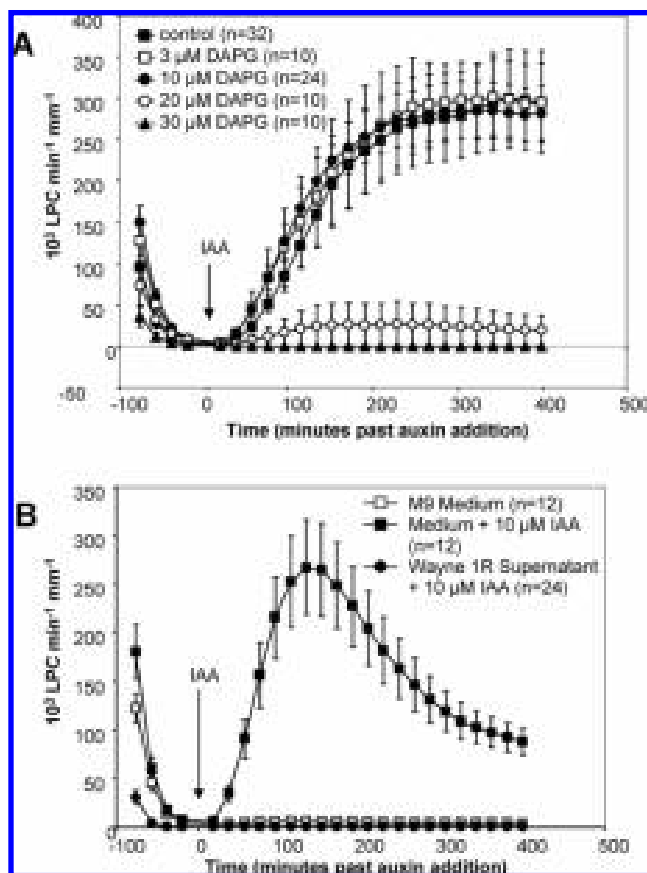 A
control (n=32)
3 µM DAPG (n=10)
10 µM DAPG (n=24)
20 µM DAPG (n=10)
30 µM DAPG (n=10)
10³ LPC min⁻¹ mm⁻¹
400
350
300
250
200
150
100
50
0
-50
IAA
-100 0 100 200 300 400 500
Time (minutes past auxin addition)
B
M9 Medium (n=12)
Medium + 10 µM IAA
(n=12)
Wayne 1R Supernatant
+ 10 µM IAA (n=24)
10³ LPC min⁻¹ mm⁻¹
350
300
250
200
150
100
50
0
IAA
-100 0 100 200 300 400 500
Time (minutes past auxin addition)